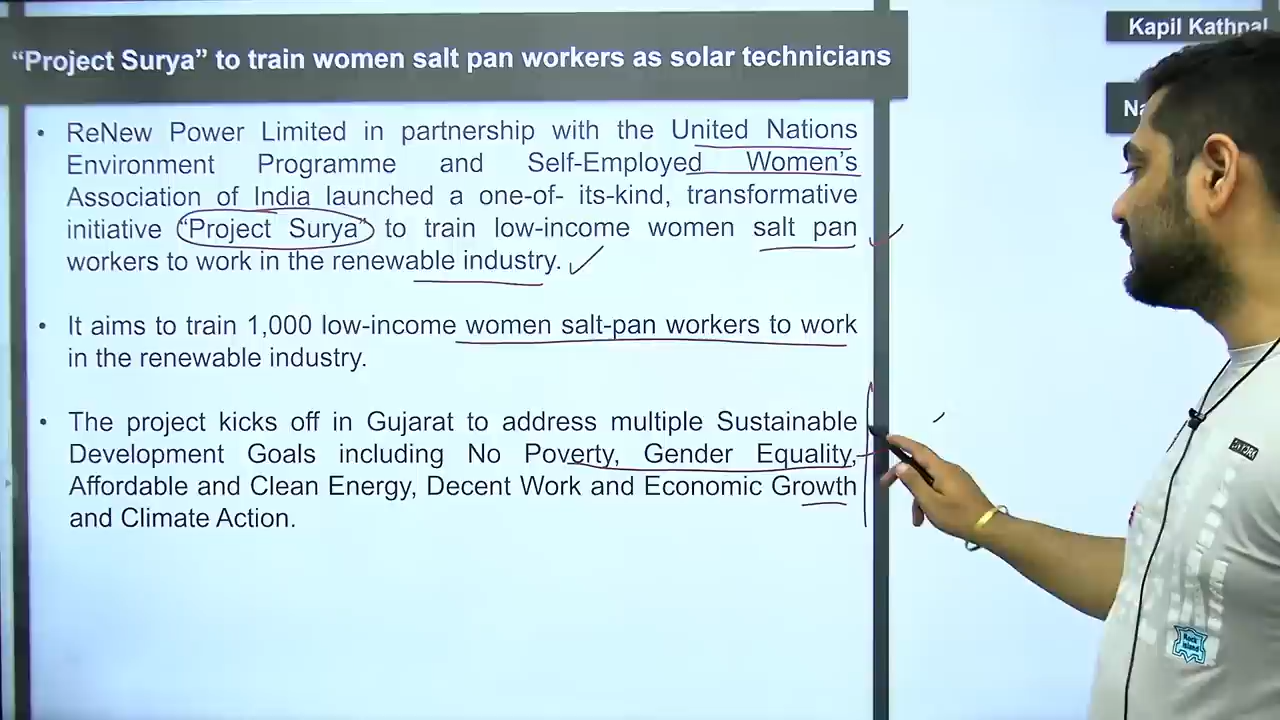 “Project Surya” to train women salt pan workers as solar technicians
Kapil Kathpal
Na
• ReNew Power Limited in partnership with the United Nations
Environment Programme and Self-Employed Women’s
Association of India launched a one-of- its-kind, transformative
initiative “Project Surya” to train low-income women salt pan
workers to work in the renewable industry.
• It aims to train 1,000 low-income women salt-pan workers to work
in the renewable industry.
• The project kicks off in Gujarat to address multiple Sustainable
Development Goals including No Poverty, Gender Equality,
Affordable and Clean Energy, Decent Work and Economic Growth
and Climate Action.
Rock
Island